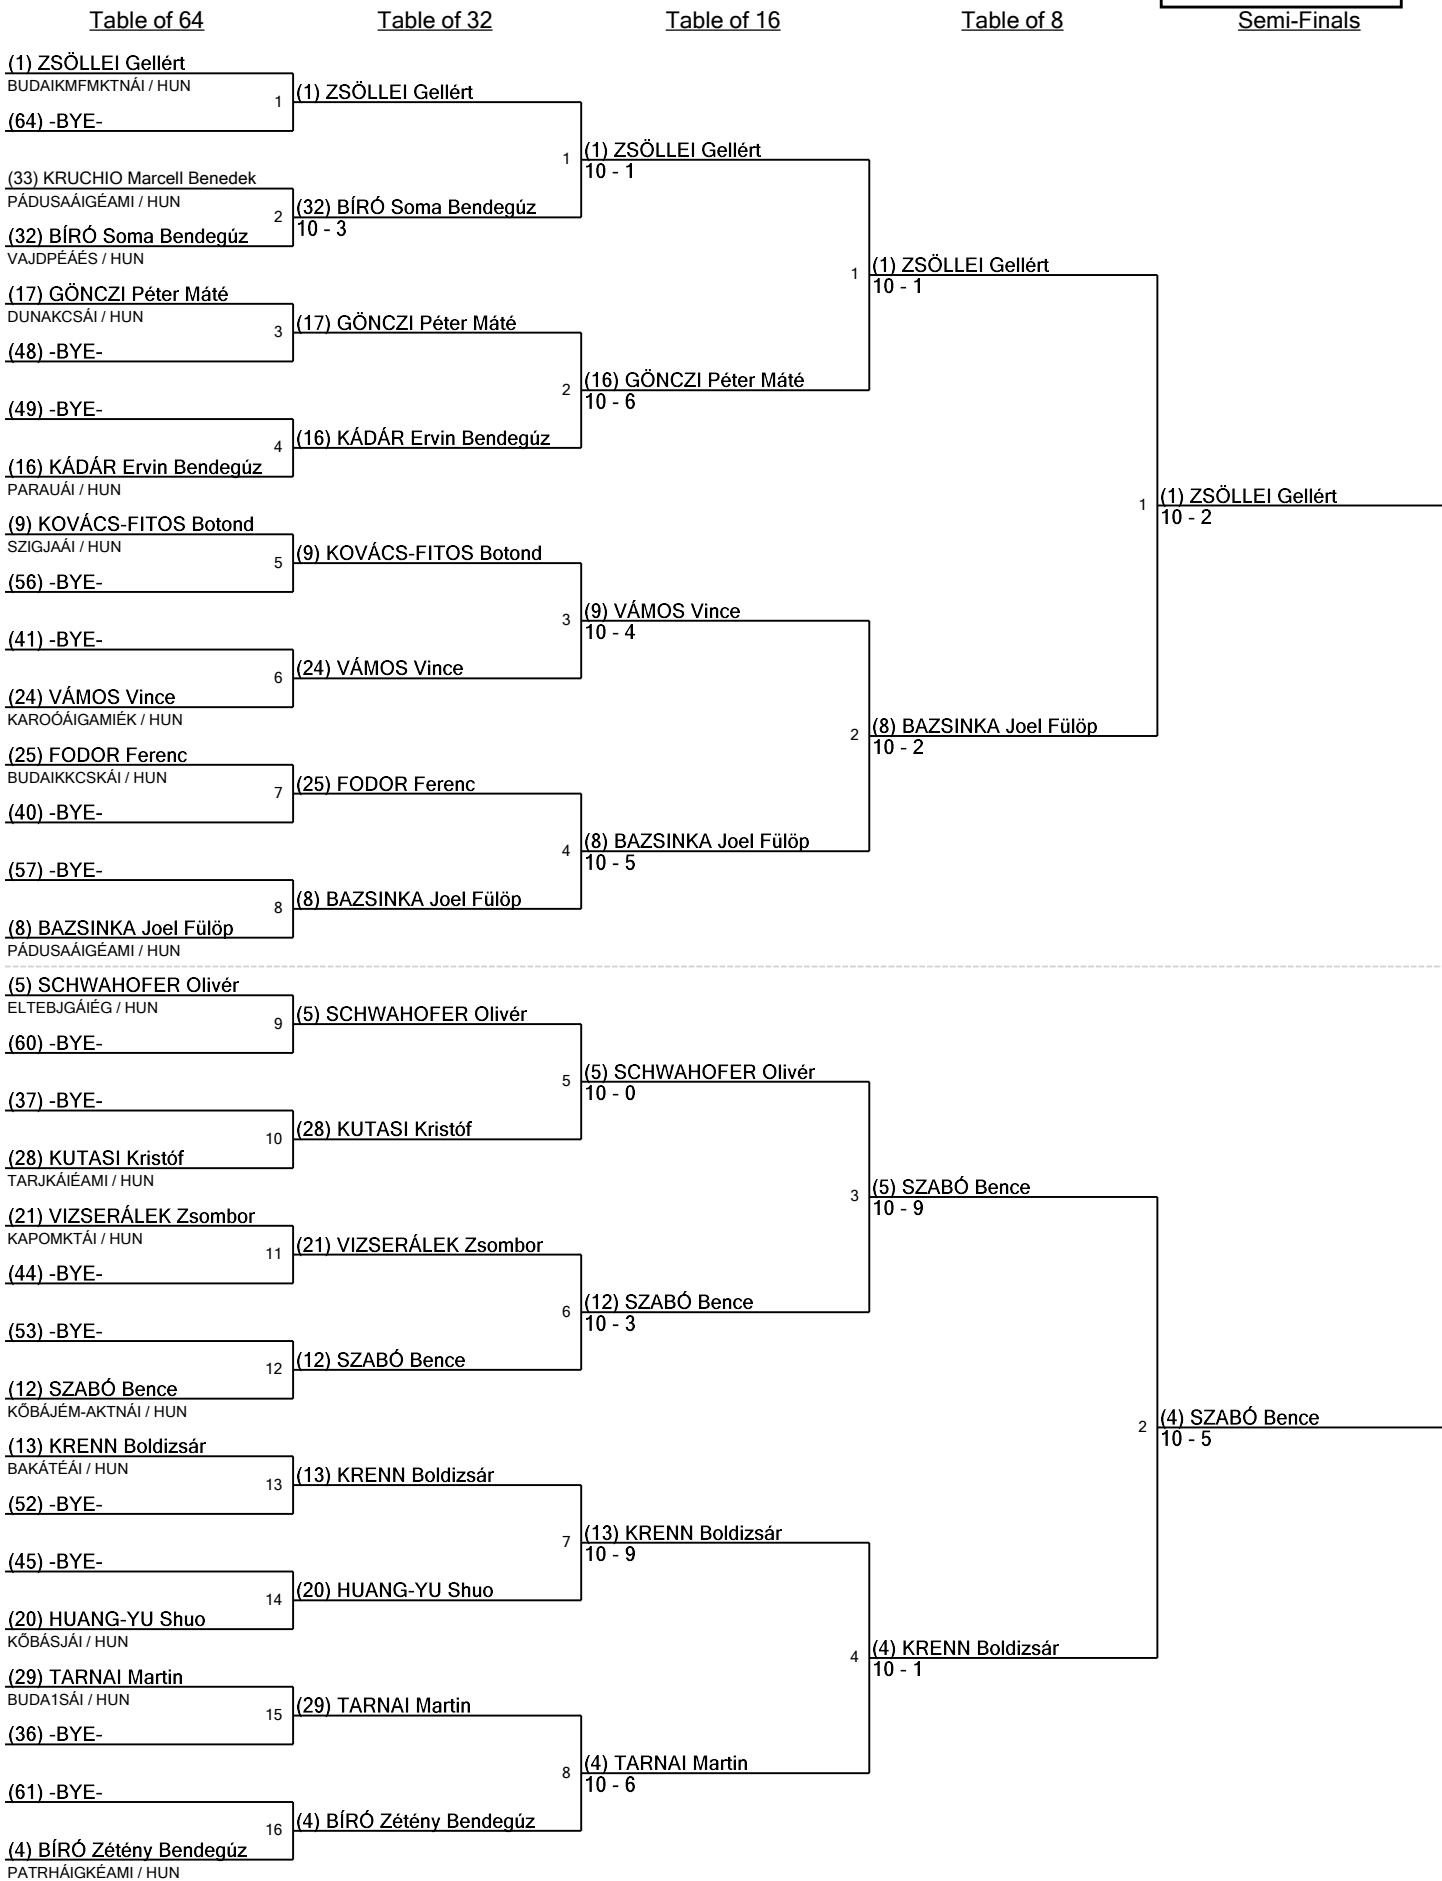 Table of 64
Table of 32
Table of 16
Table of 8
Semi-Finals
(1) ZSÖLLEI Gellért
BUDAIKMFMKTNÁI / HUN
1
(64) -BYE-
(33) KRUCHIO Marcell Benedek
PÁDUSAÁIGÉAMI / HUN
2
(32) BÍRÓ Soma Bendegúz
VAJDPÉÁÉS / HUN
(17) GÖNCZI Péter Máté
DUNAKCSÁI / HUN
3
(48) -BYE-
(49) -BYE-
4
(16) KÁDÁR Ervin Bendegúz
PARAUÁI / HUN
(9) KOVÁCS-FITOS Botond
SZIGJAÁI / HUN
5
(56) -BYE-
(41) -BYE-
6
(24) VÁMOS Vince
KAROÓÁIGAMIÉK / HUN
(25) FODOR Ferenc
BUDAIKKCSKÁI / HUN
7
(40) -BYE-
(57) -BYE-
8
(8) BAZSINKA Joel Fülöp
PÁDUSAÁIGÉAMI / HUN
(5) SCHWAHOFER Olivér
ELTEBJGÁIÉG / HUN
9
(60) -BYE-
(37) -BYE-
10
(28) KUTASI Kristóf
TARJKÁIÉAMI / HUN
(21) VIZSERÁLEK Zsombor
KAPOMKTÁI / HUN
11
(44) -BYE-
(53) -BYE-
12
(12) SZABÓ Bence
KŐBÁJÉM-AKTNÁI / HUN
(13) KRENN Boldizsár
BAKÁTÉÁI / HUN
13
(52) -BYE-
(45) -BYE-
14
(20) HUANG-YU Shuo
KŐBÁSJÁI / HUN
(29) TARNAI Martin
BUDA1SÁI / HUN
15
(36) -BYE-
(61) -BYE-
16
(4) BÍRÓ Zétény Bendegúz
PATRHÁIGKÉAMI / HUN
(1) ZSÖLLEI Gellért
1
(32) BÍRÓ Soma Bendegúz
10 - 3
(17) GÖNCZI Péter Máté
2
(16) KÁDÁR Ervin Bendegúz
(9) KOVÁCS-FITOS Botond
3
(24) VÁMOS Vince
(25) FODOR Ferenc
4
(8) BAZSINKA Joel Fülöp
(5) SCHWAHOFER Olivér
5
(28) KUTASI Kristóf
(21) VIZSERÁLEK Zsombor
6
(12) SZABÓ Bence
(13) KRENN Boldizsár
7
(20) HUANG-YU Shuo
(29) TARNAI Martin
8
(4) BÍRÓ Zétény Bendegúz
(1) ZSÖLLEI Gellért
10 - 1
1
(16) GÖNCZI Péter Máté
10 - 6
(9) VÁMOS Vince
10 - 4
2
(8) BAZSINKA Joel Fülöp
10 - 5
(5) SCHWAHOFER Olivér
10 - 0
3
(12) SZABÓ Bence
10 - 3
(13) KRENN Boldizsár
10 - 9
4
(4) TARNAI Martin
10 - 6
(1) ZSÖLLEI Gellért
10 - 1
1
(8) BAZSINKA Joel Fülöp
10 - 2
(5) SZABÓ Bence
10 - 9
2
(4) KRENN Boldizsár
10 - 1
(1) ZSÖLLEI Gellért
10 - 2
(4) SZABÓ Bence
10 - 5